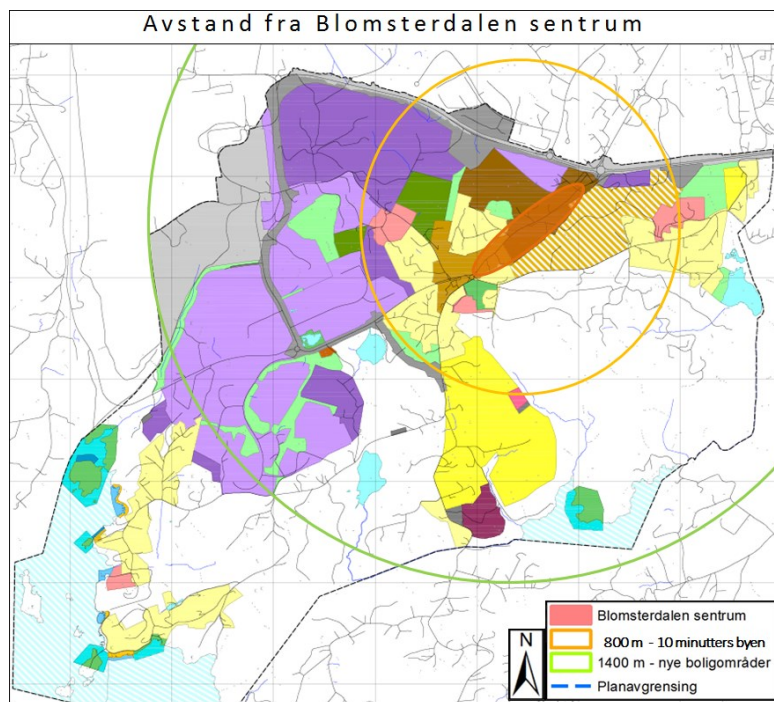 Avstand fra Blomsterdalen sentrum
N
Blomsterdalen sentrum
800 m - 10 minutters byen
1400 m - nye boligområder
Planavgrensing